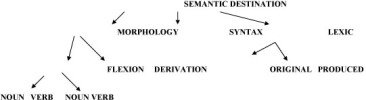 SEMANTIC DESTINATION
MORPHOLOGY SYNTAX LEXIC
FLEXION DERIVATION ORIGINAL PRODUCED
NOUN VERB NOUN VERB